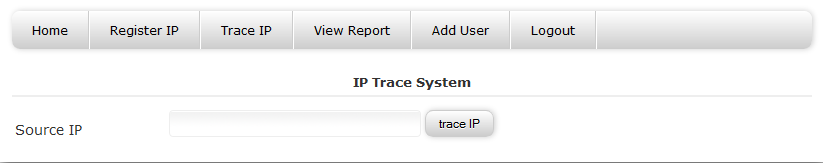 Home Register IP Trace IP View Report Add User Logout
IP Trace System
Source IP trace IP